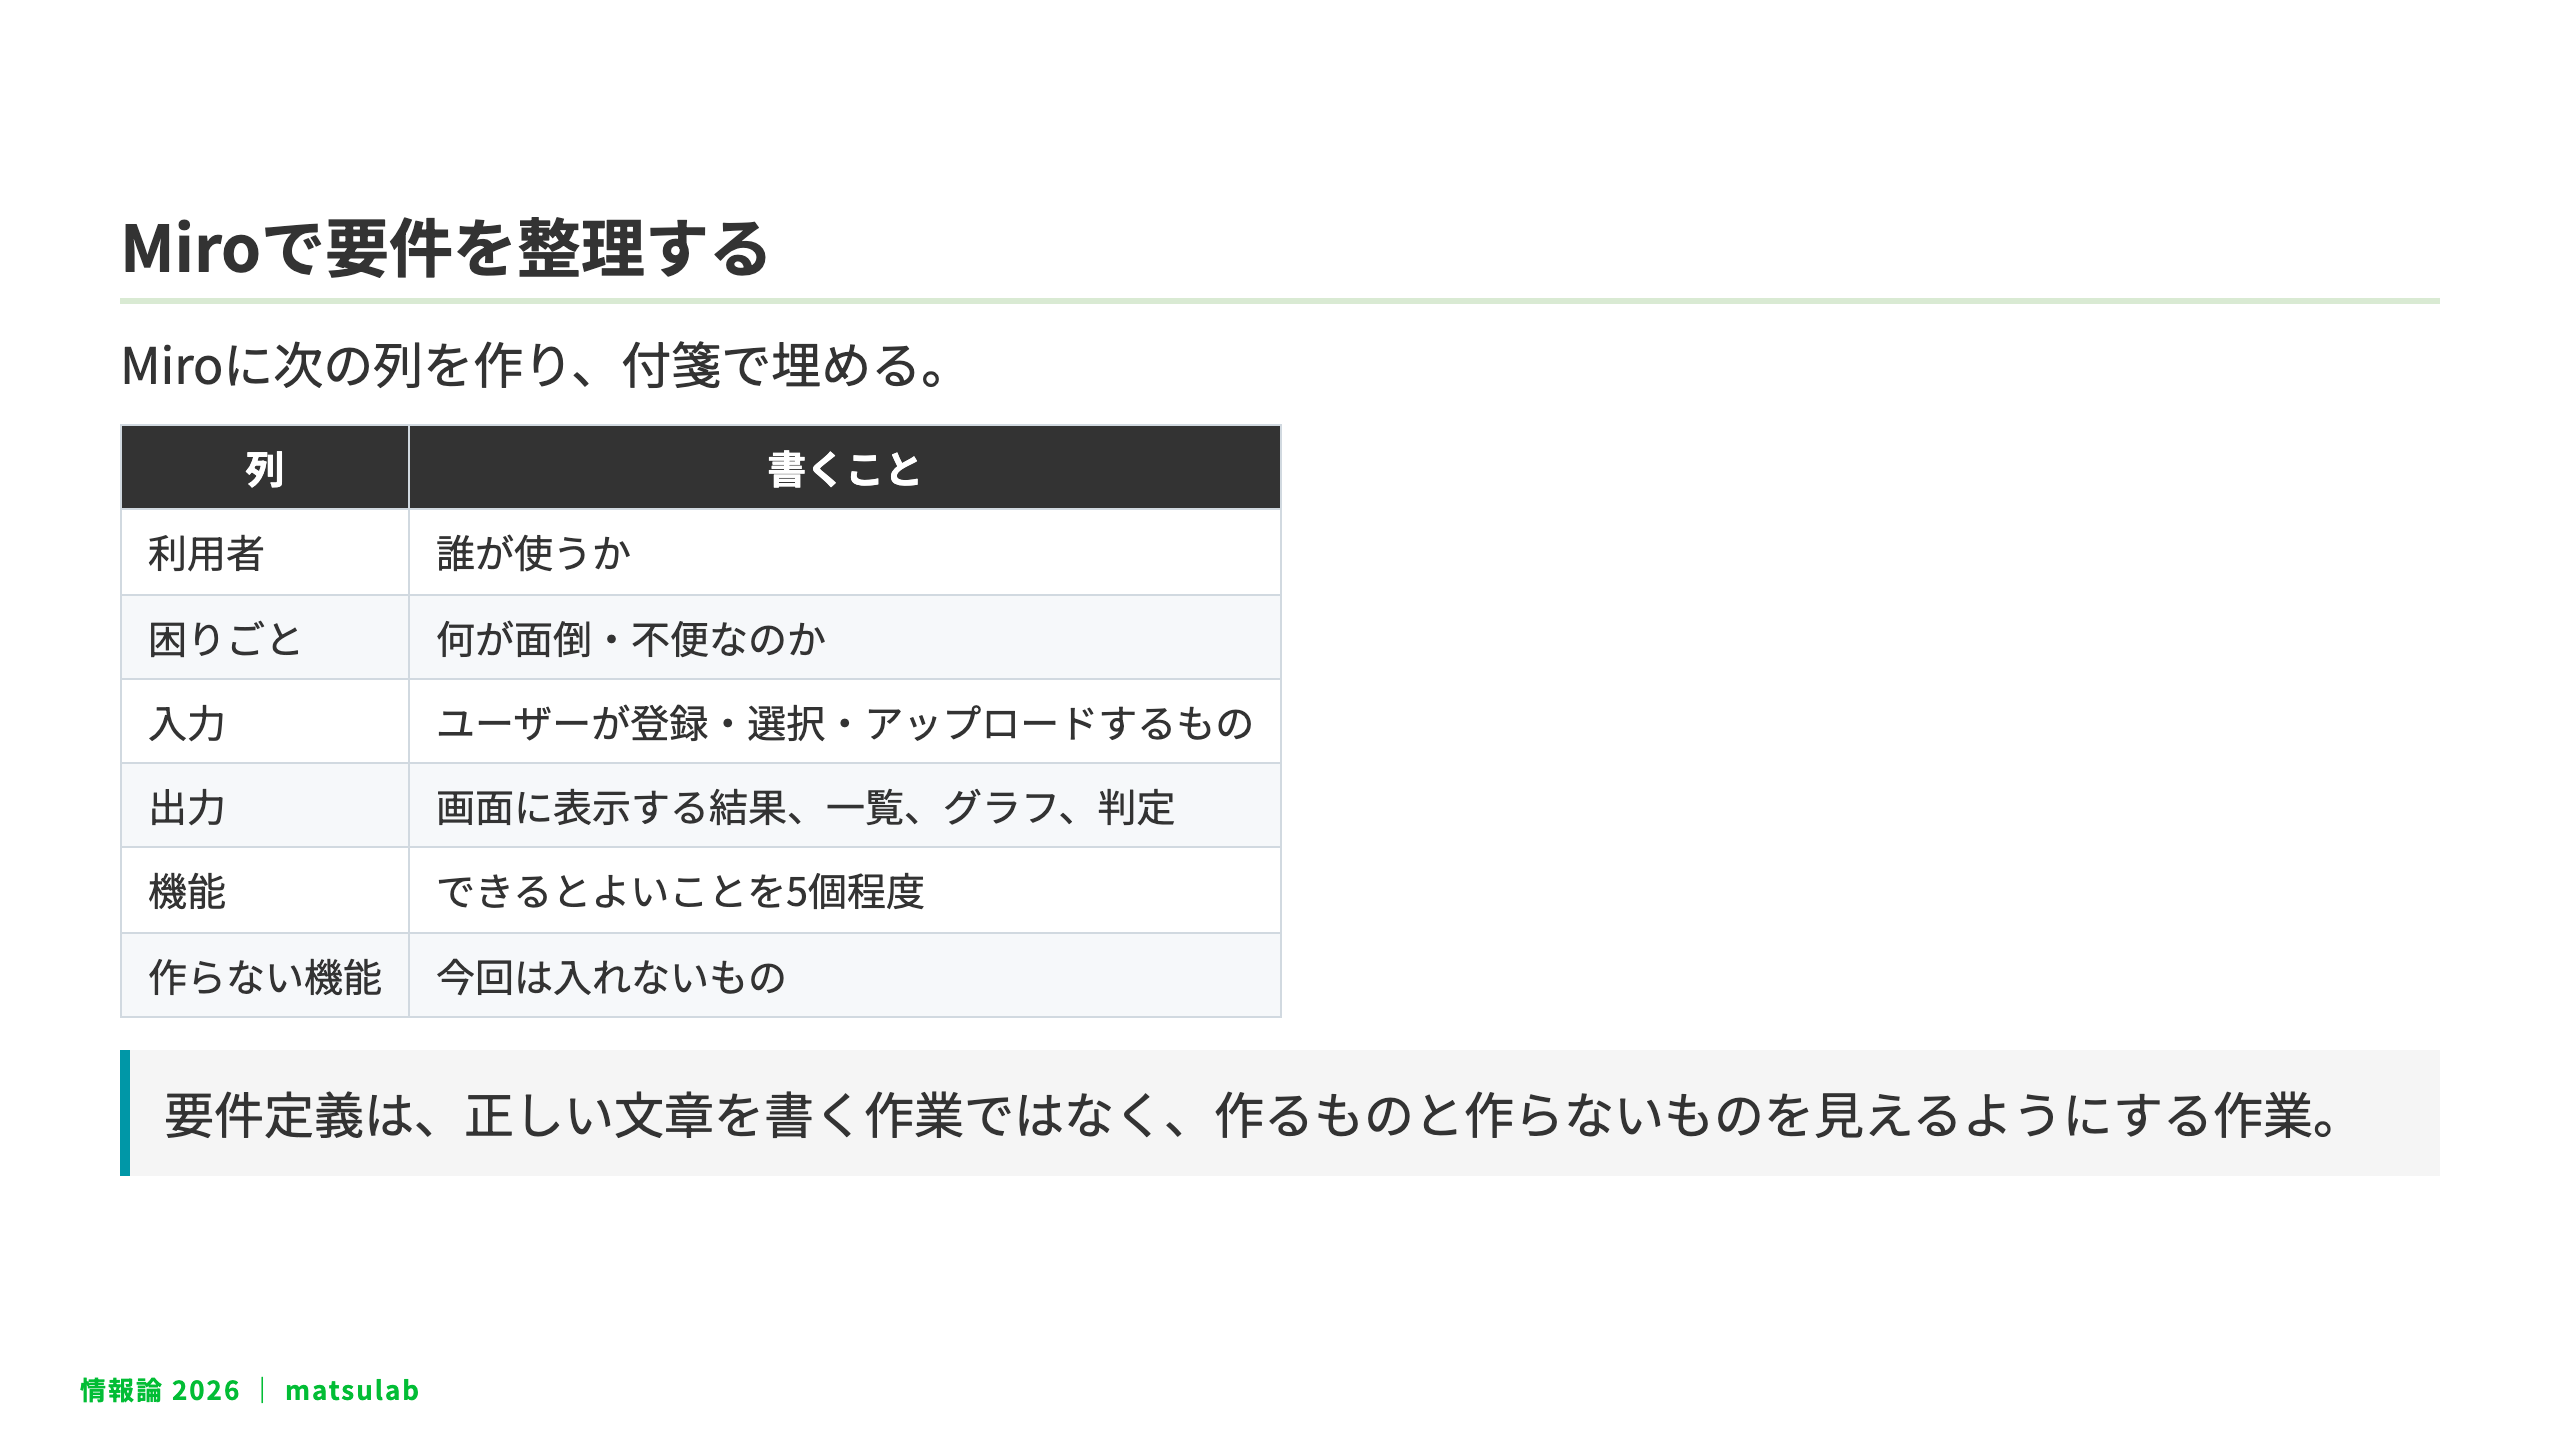 Miroで要件を整理する
Miroに次の列を作り、付箋で埋める。
列 書くこと
利用者 誰が使うか
困りごと 何が面倒・不便なのか
入力 ユーザーが登録・選択・アップロードするもの
出力 画面に表示する結果、一覧、グラフ、判定
機能 できるとよいことを5個程度
作らない機能 今回は入れないもの
要件定義は、正しい文章を書く作業ではなく、作るものと作らないものを見えるようにする作業。
情報論 2026 ｜ matsulab